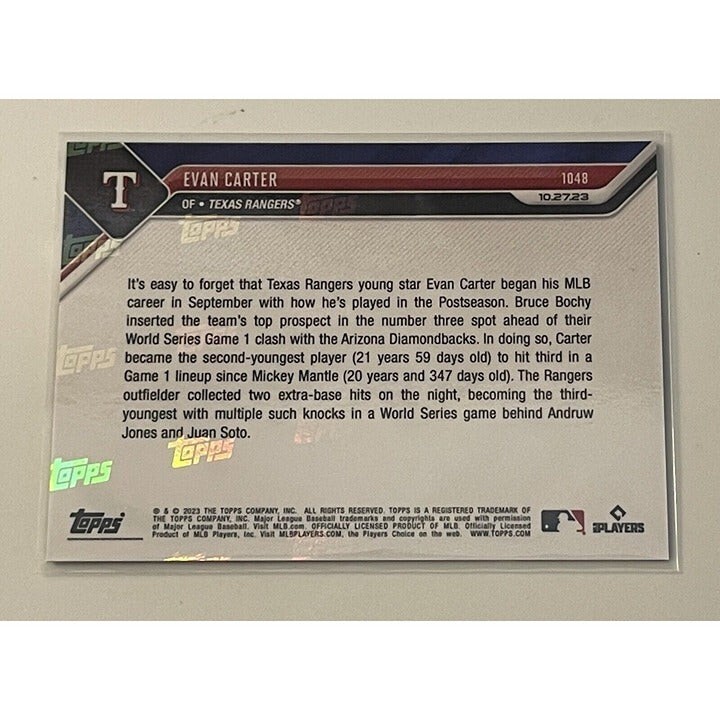 T
EVAN CARTER
1048
OF • TEXAS RANGERS®
10.27.23
It's easy to forget that Texas Rangers young star Evan Carter began his MLB
career in September with how he's played in the Postseason. Bruce Bochy
inserted the team's top prospect in the number three spot ahead of their
World Series Game 1 clash with the Arizona Diamondbacks. In doing so, Carter
became the second-youngest player (21 years 59 days old) to hit third in a
Game 1 lineup since Mickey Mantle (20 years and 347 days old). The Rangers
outfielder collected two extra-base hits on the night, becoming the third-
youngest with multiple such knocks in a World Series game behind Andruw
Jones and Juan Soto.
TOPPS
TOPPS
TOPPS
TOPPS
TOPPS
Topps
® & © 2023 THE TOPPS COMPANY, INC. ALL RIGHTS RESERVED. TOPPS IS A REGISTERED TRADEMARK OF
THE TOPPS COMPANY, INC. Major League Baseball trademarks and copyrights are used with permission
of Major League Baseball. Visit MLB.com. OFFICIALLY LICENSED PRODUCT OF MLB. Officially Licensed
Product of MLB Players, Inc. Visit MLBPLAYERS.COM, the Players Choice on the web. WWW.TOPPS.COM
PLAYERS